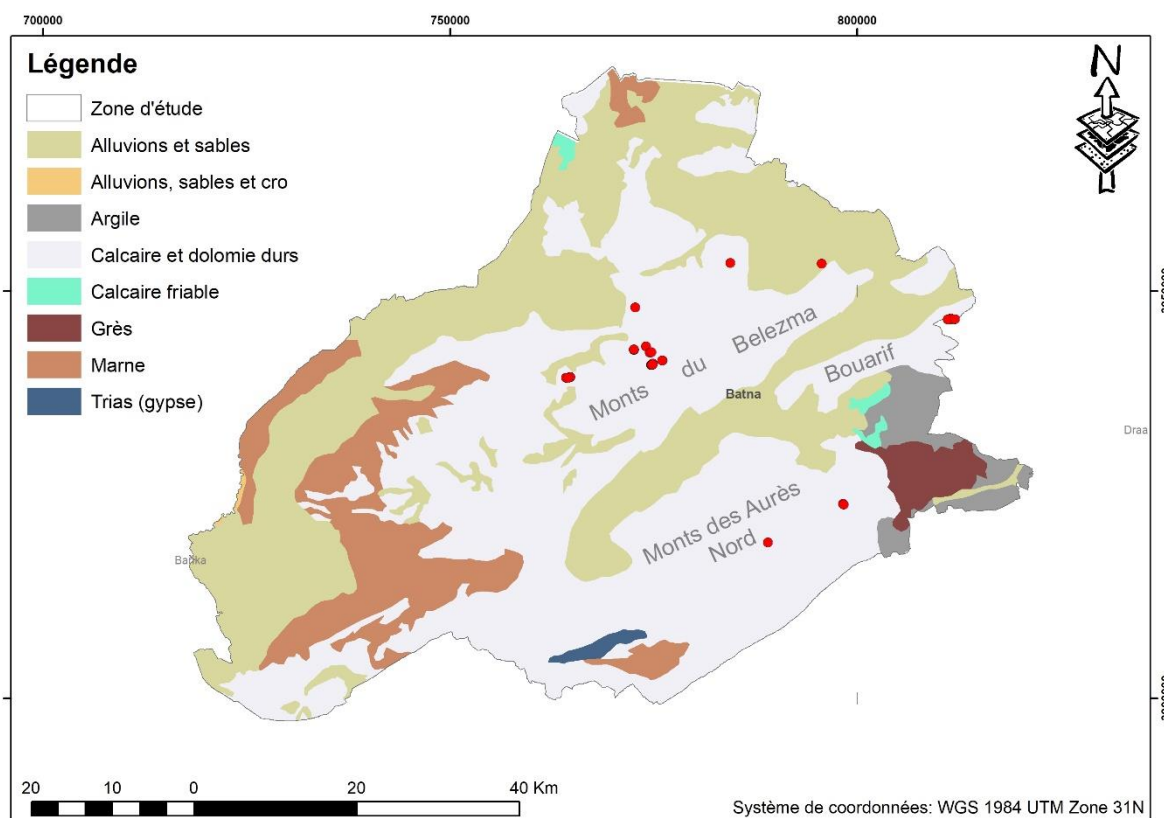 700000
750000
800000
Légende
Zone d'étude
Alluvions et sables
Alluvions, sables et cro
Argile
Calcaire et dolomie durs
Calcaire friable
Grès
Marne
Trias (gypse)
N
Monts du Belezma
Bouarif
Batna
Draa
Monts des Aurès
Nord
20 10 0 20 40 Km
Système de coordonnées: WGS 1984 UTM Zone 31N